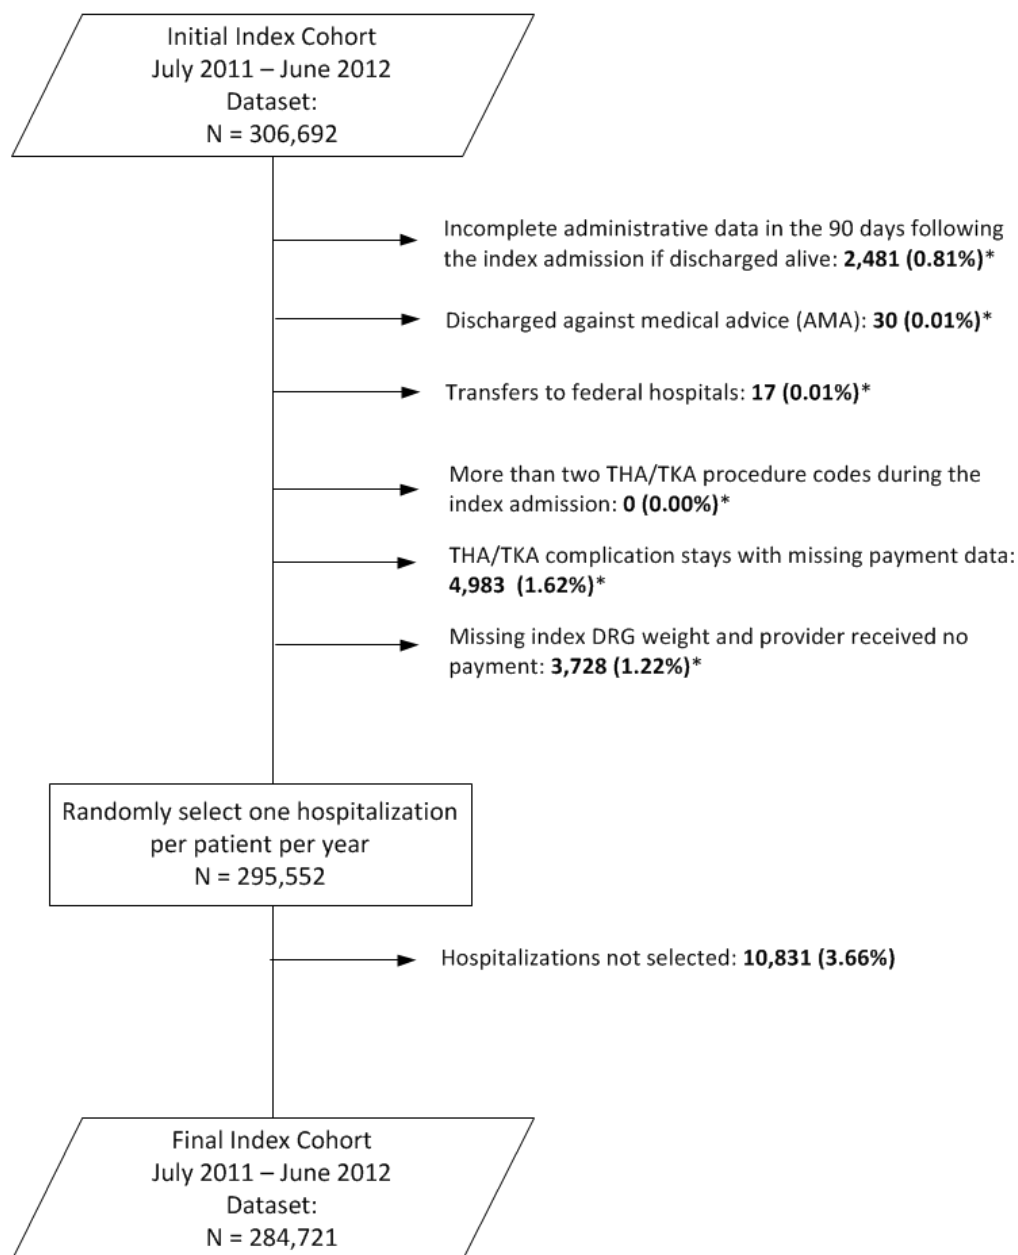 Initial Index Cohort
July 2011 – June 2012
Dataset:
N = 306,692
Incomplete administrative data in the 90 days following
the index admission if discharged alive: 2,481 (0.81%)*
Discharged against medical advice (AMA): 30 (0.01%)*
Transfers to federal hospitals: 17 (0.01%)*
More than two THA/TKA procedure codes during the
index admission: 0 (0.00%)*
THA/TKA complication stays with missing payment data:
4,983 (1.62%)*
Missing index DRG weight and provider received no
payment: 3,728 (1.22%)*
Randomly select one hospitalization
per patient per year
N = 295,552
Hospitalizations not selected: 10,831 (3.66%)
Final Index Cohort
July 2011 – June 2012
Dataset:
N = 284,721